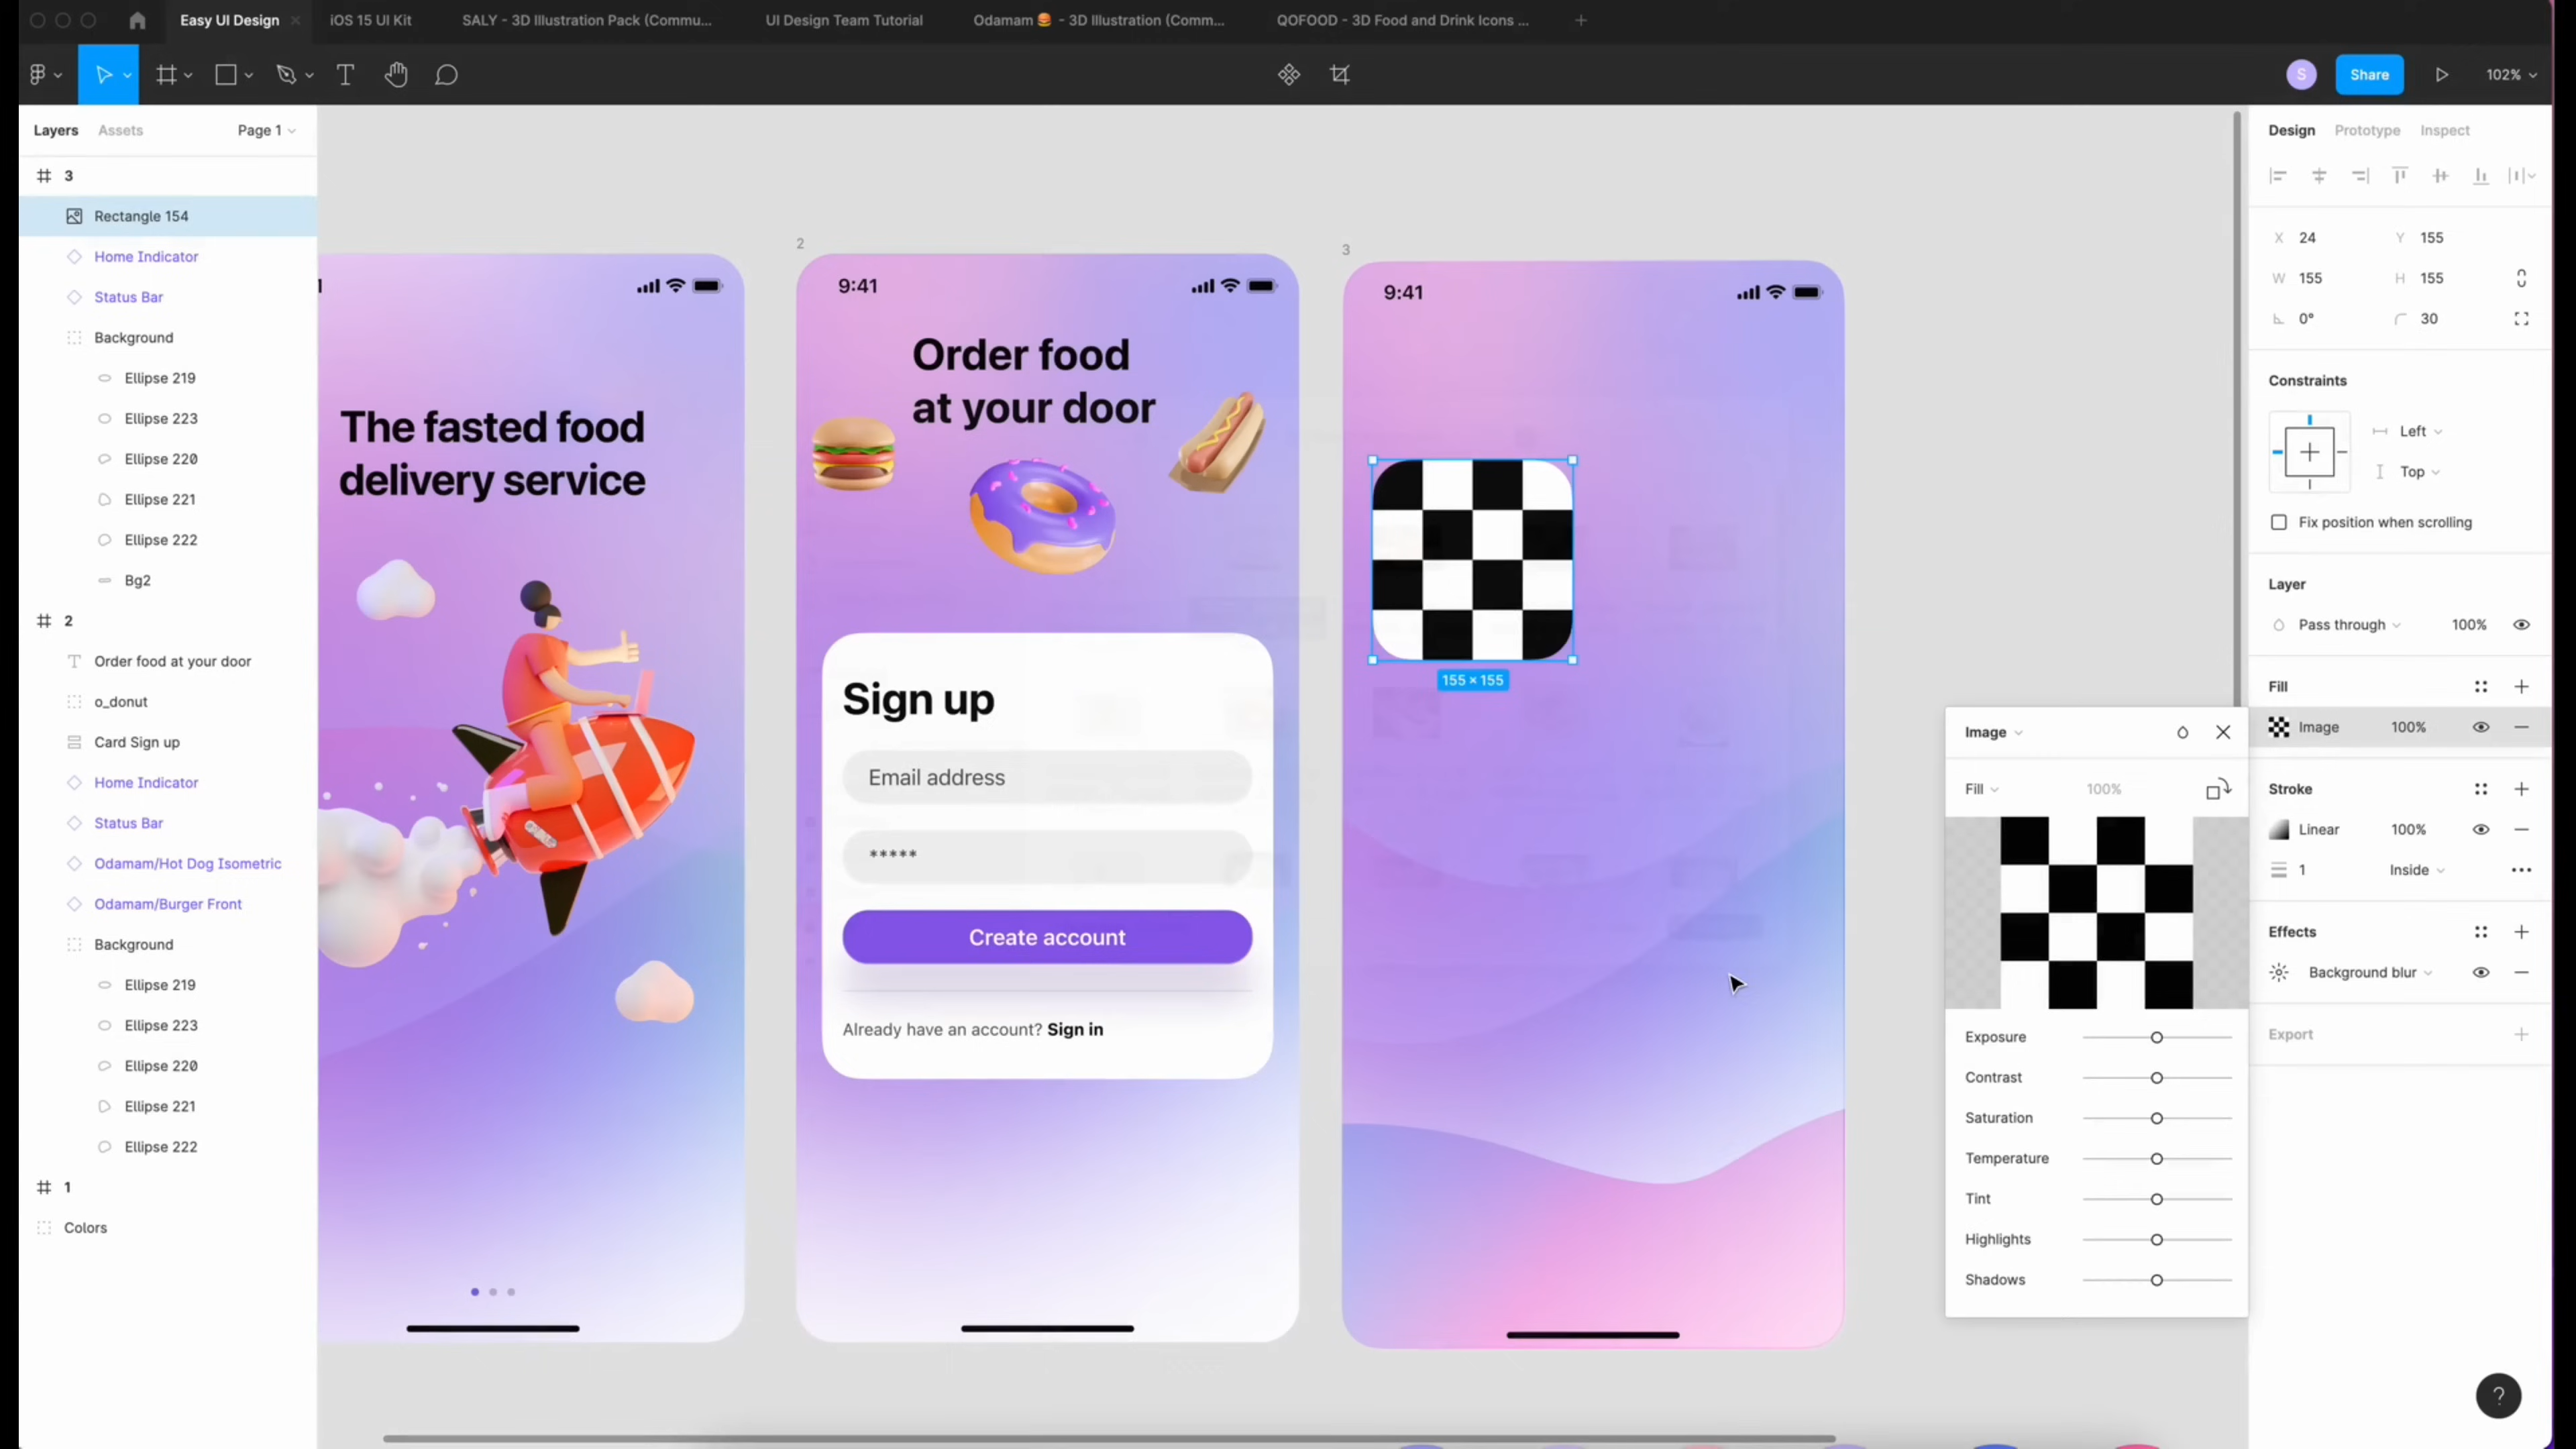 Easy UI Design
iOS 15 UI Kit
SALY - 3D Illustration Pack (Commu...
UI Design Team Tutorial
Odamam 🍔 - 3D Illustration (Comm...
QOFOOD - 3D Food and Drink Icons ...
S
Share
102%
Layers
Assets
Page 1
3
Rectangle 154
Home Indicator
Status Bar
Background
Ellipse 219
Ellipse 223
Ellipse 220
Ellipse 221
Ellipse 222
Bg2
2
Order food at your door
o_donut
Card Sign up
Home Indicator
Status Bar
Odamam/Hot Dog Isometric
Odamam/Burger Front
Background
Ellipse 219
Ellipse 223
Ellipse 220
Ellipse 221
Ellipse 222
1
Colors
The fasted food
delivery service
2
9:41
Order food
at your door
Sign up
Email address
*****
Create account
Already have an account? Sign in
3
9:41
155 × 155
Image
Fill
100%
Exposure
Contrast
Saturation
Temperature
Tint
Highlights
Shadows
Design
Prototype
Inspect
X 24
Y 155
W 155
H 155
0°
30
Constraints
Left
Top
Fix position when scrolling
Layer
Pass through
100%
Fill
Image
100%
Stroke
Linear
100%
1
Inside
Effects
Background blur
Export
?